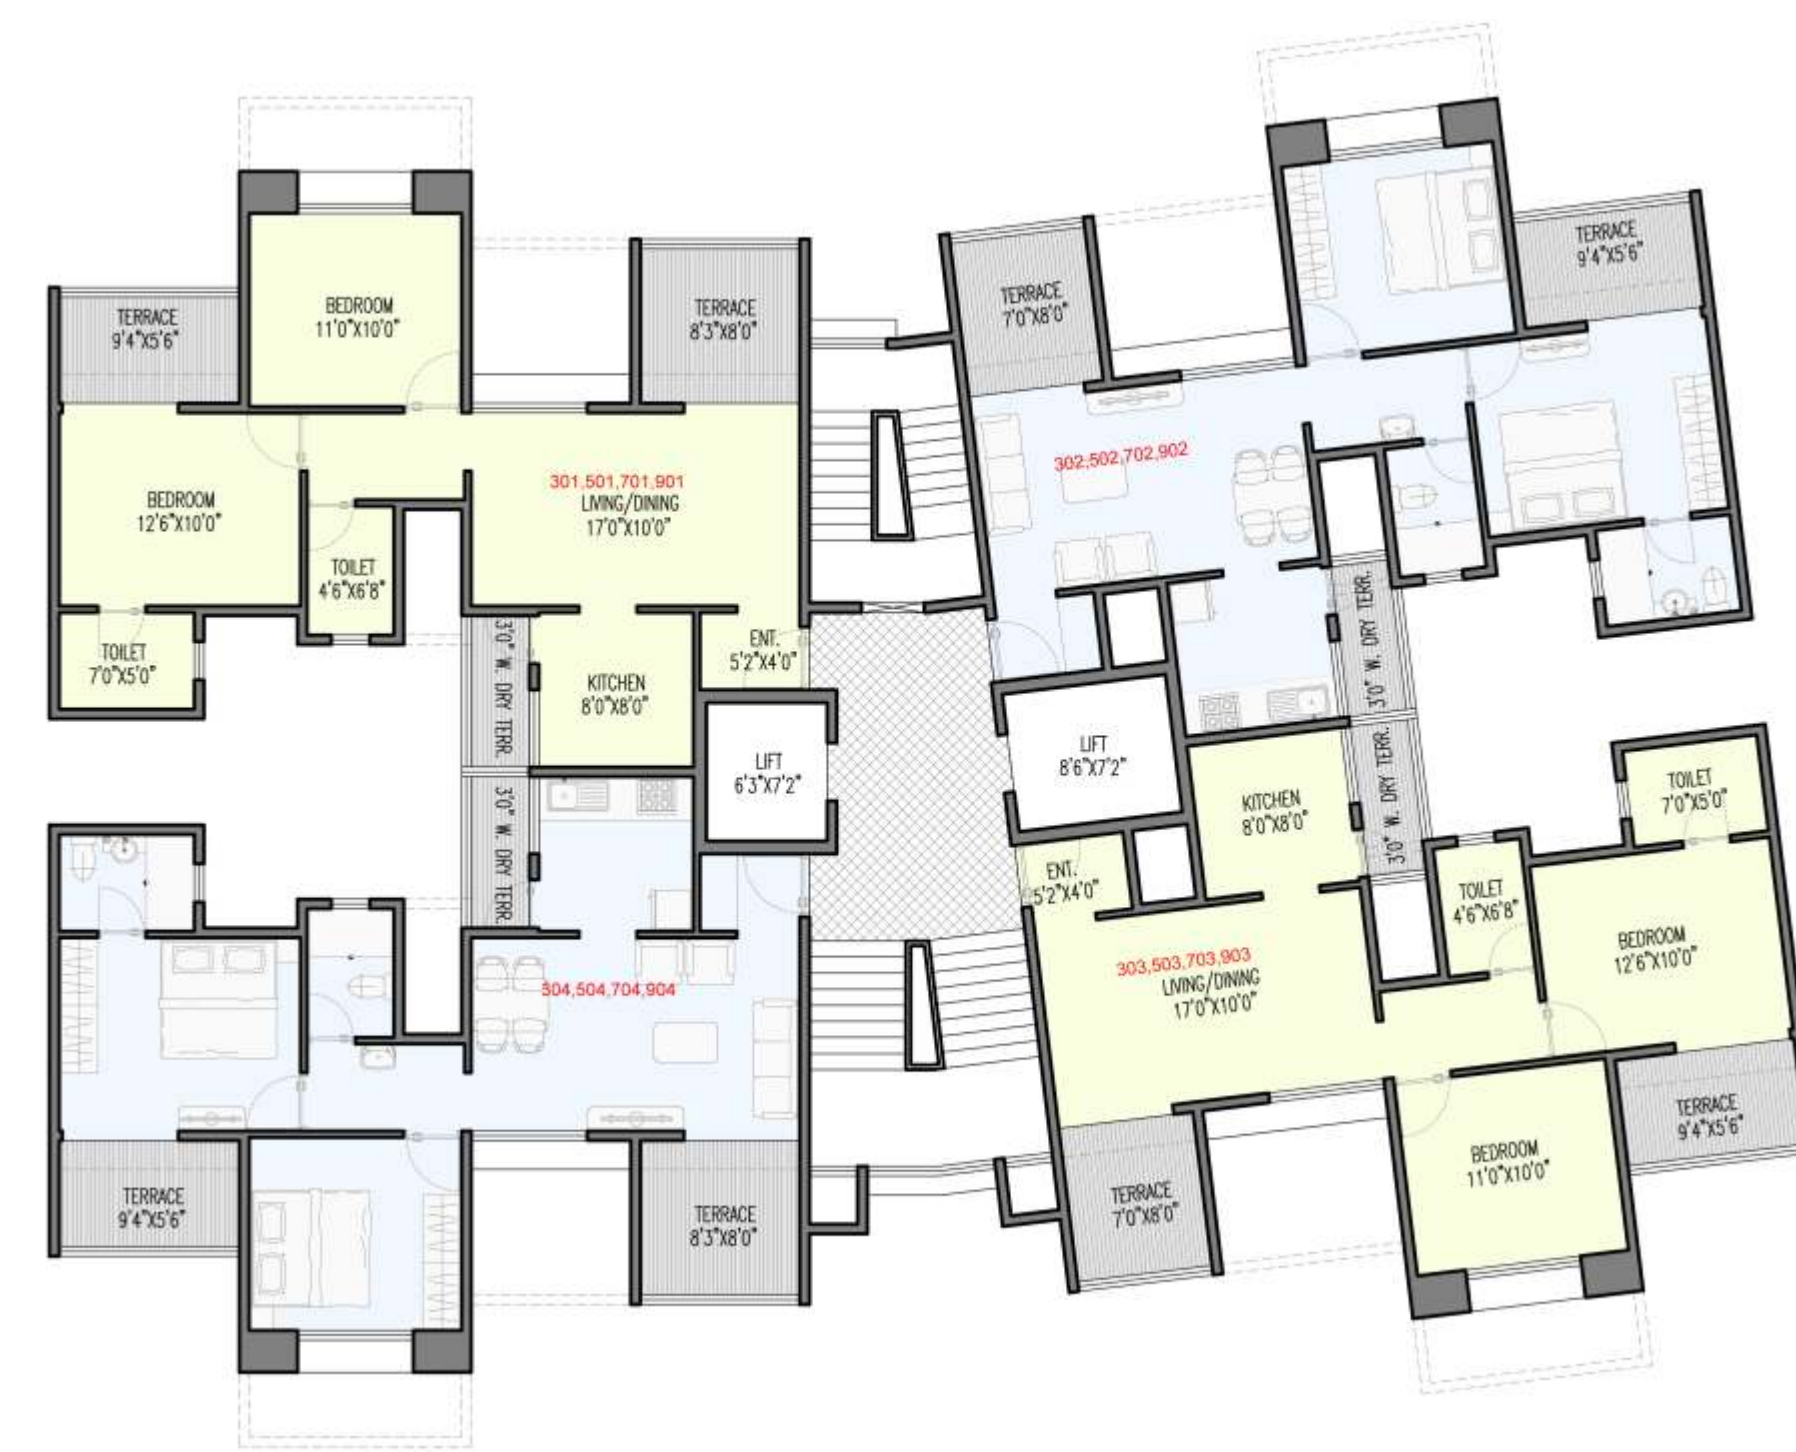 TERRACE
9'4"X5'6"
BEDROOM
11'0"X10'0"
TERRACE
8'3"X8'0"
TERRACE
7'0"X8'0"
TERRACE
9'4"X5'6"
BEDROOM
12'6"X10'0"
301,501,701,901
LIVING/DINING
17'0"X10'0"
302,502,702,902
TOILET
4'6"X6'8"
TOILET
7'0"X5'0"
3'0" W. DRY TERR.
KITCHEN
8'0"X8'0"
ENT.
5'2"X4'0"
3'0" W. DRY TERR.
LIFT
6'3"X7'2"
LIFT
8'6"X7'2"
3'0" W. DRY TERR.
KITCHEN
8'0"X8'0"
3'0" W. DRY TERR.
TOILET
7'0"X5'0"
ENT.
5'2"X4'0"
TOILET
4'6"X6'8"
BEDROOM
12'6"X10'0"
304,504,704,904
303,503,703,903
LIVING/DINING
17'0"X10'0"
TERRACE
9'4"X5'6"
TERRACE
8'3"X8'0"
TERRACE
7'0"X8'0"
BEDROOM
11'0"X10'0"
TERRACE
9'4"X5'6"